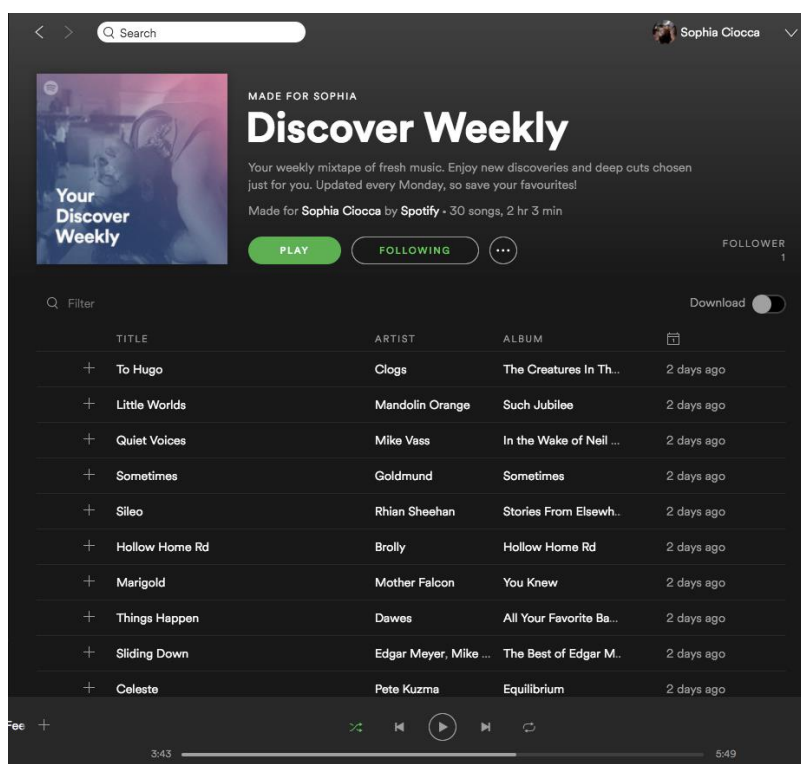 Search
Sophia Ciocca
MADE FOR SOPHIA
Discover Weekly
Your weekly mixtape of fresh music. Enjoy new discoveries and deep cuts chosen
just for you. Updated every Monday, so save your favourites!
Made for Sophia Ciocca by Spotify • 30 songs, 2 hr 3 min
Your
Discover
Weekly
PLAY
FOLLOWING
FOLLOWER
1
Filter
Download
TITLE ARTIST ALBUM
To Hugo Clogs The Creatures In Th... 2 days ago
Little Worlds Mandolin Orange Such Jubilee 2 days ago
Quiet Voices Mike Vass In the Wake of Neil ... 2 days ago
Sometimes Goldmund Sometimes 2 days ago
Sileo Rhian Sheehan Stories From Elsewh.. 2 days ago
Hollow Home Rd Brolly Hollow Home Rd 2 days ago
Marigold Mother Falcon You Knew 2 days ago
Things Happen Dawes All Your Favorite Ba... 2 days ago
Sliding Down Edgar Meyer, Mike ... The Best of Edgar M.. 2 days ago
Celeste Pete Kuzma Equilibrium 2 days ago
Fee
3:43 5:49